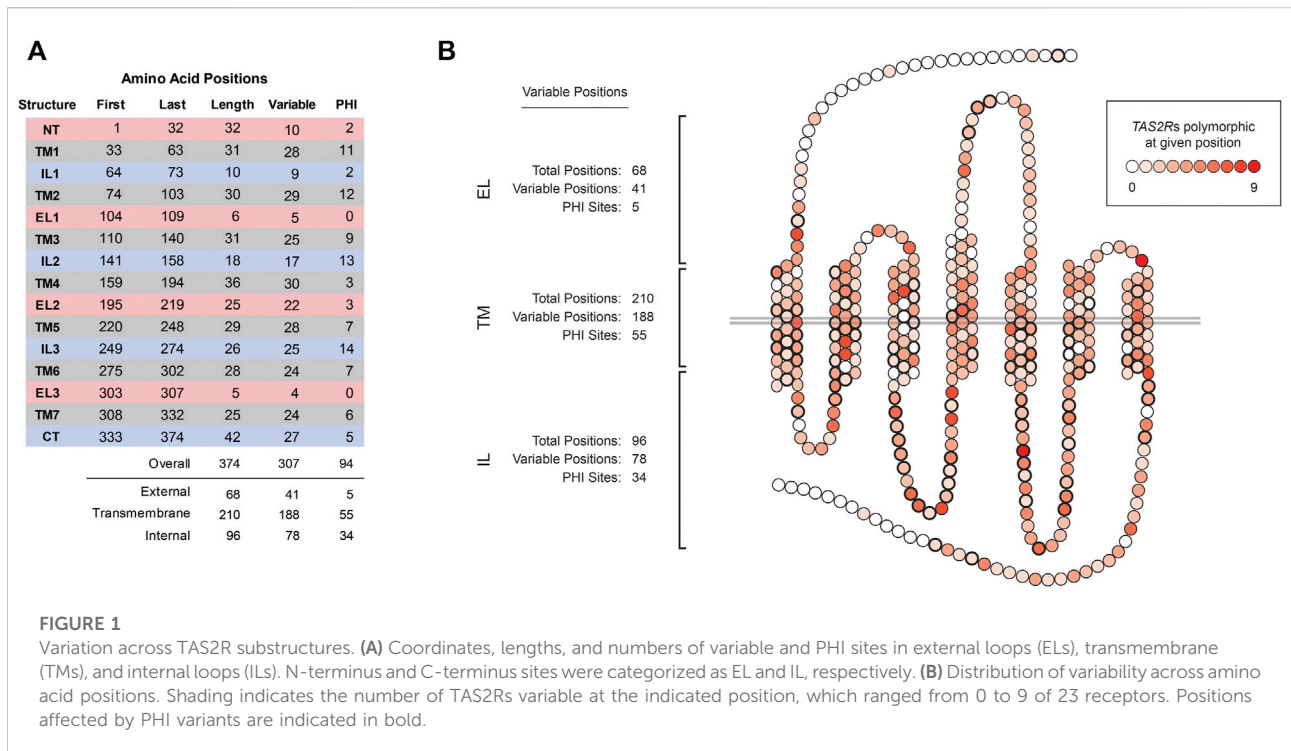 A
Amino Acid Positions
Structure First Last Length Variable PHI
NT 1 32 32 10 2
TM1 33 63 31 28 11
IL1 64 73 10 9 2
TM2 74 103 30 29 12
EL1 104 109 6 5 0
TM3 110 140 31 25 9
IL2 141 158 18 17 13
TM4 159 194 36 30 3
EL2 195 219 25 22 3
TM5 220 248 29 28 7
IL3 249 274 26 25 14
TM6 275 302 28 24 7
EL3 303 307 5 4 0
TM7 308 332 25 24 6
CT 333 374 42 27 5
Overall 374 307 94
External 68 41 5
Transmembrane 210 188 55
Internal 96 78 34
B
Variable Positions
EL
Total Positions: 68
Variable Positions: 41
PHI Sites: 5
TM
Total Positions: 210
Variable Positions: 188
PHI Sites: 55
IL
Total Positions: 96
Variable Positions: 78
PHI Sites: 34
TAS2Rs polymorphic
at given position
0 9
FIGURE 1
Variation across TAS2R substructures. (A) Coordinates, lengths, and numbers of variable and PHI sites in external loops (ELs), transmembrane
(TMs), and internal loops (ILs). N-terminus and C-terminus sites were categorized as EL and IL, respectively. (B) Distribution of variability across amino
acid positions. Shading indicates the number of TAS2Rs variable at the indicated position, which ranged from 0 to 9 of 23 receptors. Positions
affected by PHI variants are indicated in bold.